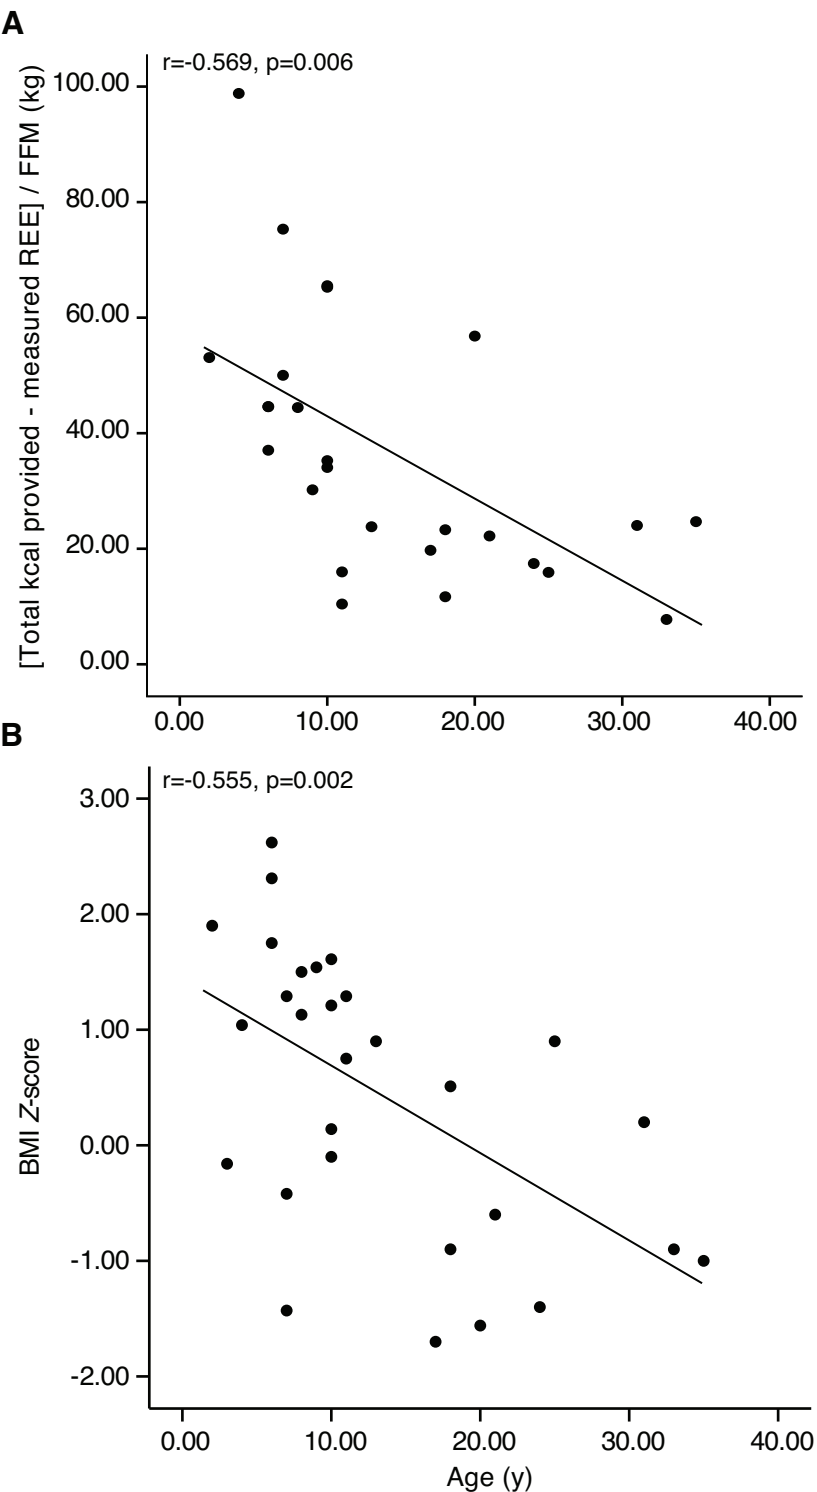 A
r=-0.569, p=0.006
[Total kcal provided - measured REE] / FFM (kg)
100.00
80.00
60.00
40.00
20.00
0.00
0.00 10.00 20.00 30.00 40.00
B
r=-0.555, p=0.002
BMI Z-score
3.00
2.00
1.00
0.00
-1.00
-2.00
0.00 10.00 20.00 30.00 40.00
Age (y)